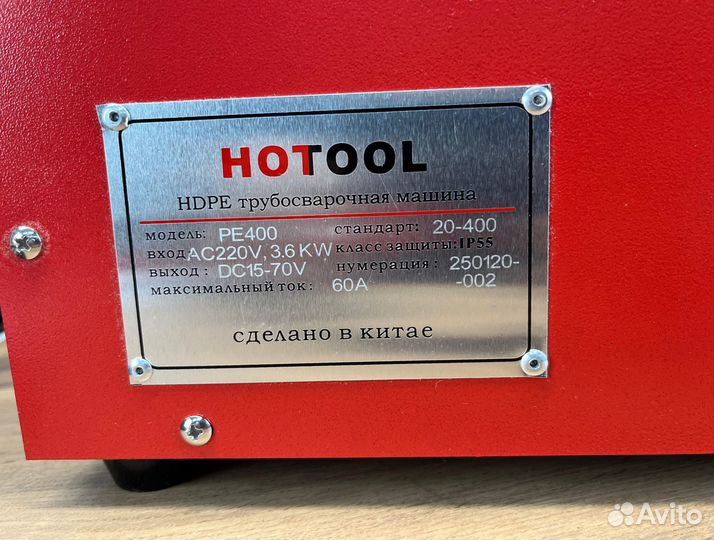 HOTOOL
HDPE трубосварочная машина
модель: PE400 стандарт: 20-400
вход AC220V, 3.6 KW класс защиты: IP55
выход : DC15-70V нумерация : 250120-
максимальный ток : 60A -002
сделано в китае
Avito